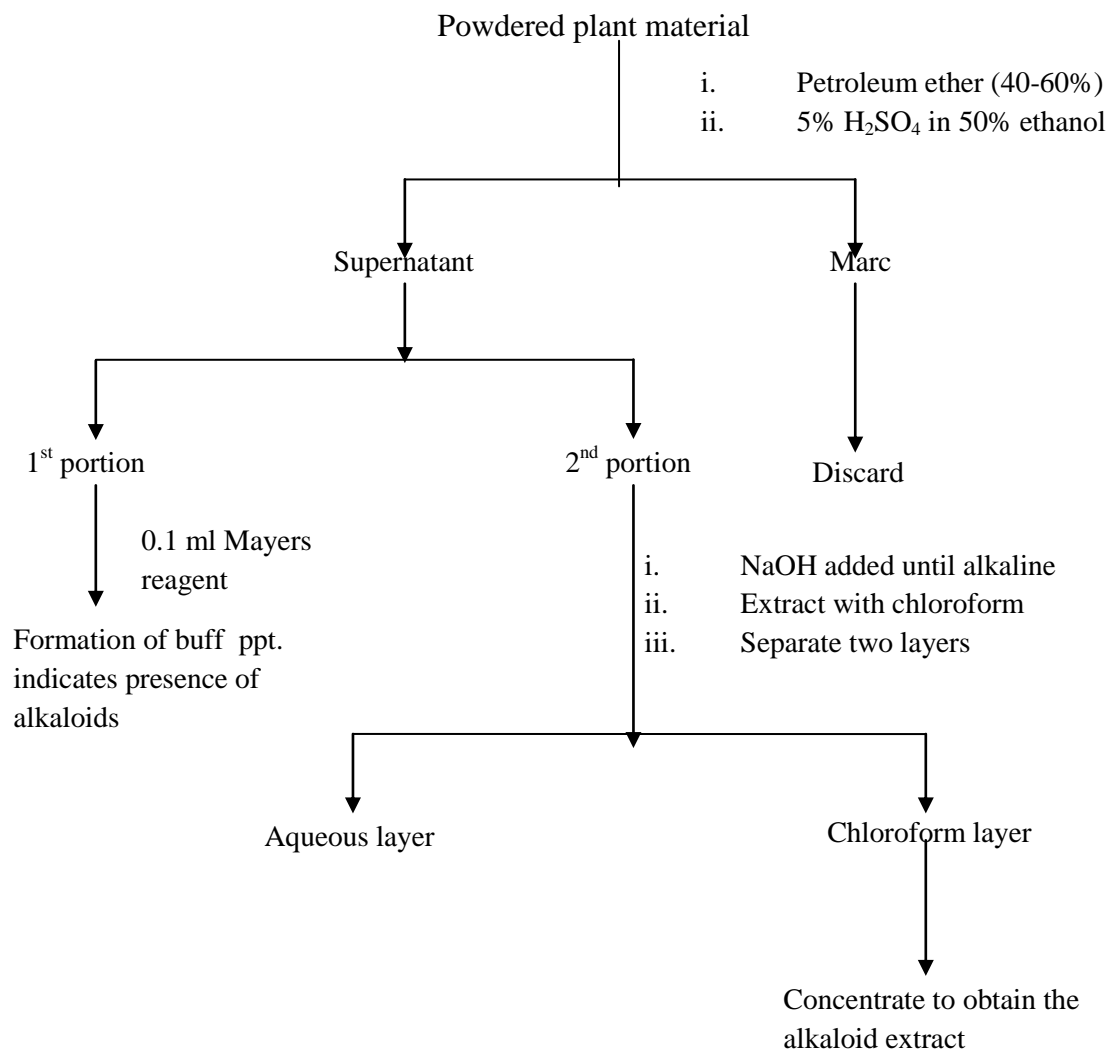 Powdered plant material
i. Petroleum ether (40-60%)
ii. 5% H₂SO₄ in 50% ethanol
Supernatant
Marc
1st portion
2nd portion
Discard
0.1 ml Mayers
reagent
i. NaOH added until alkaline
ii. Extract with chloroform
iii. Separate two layers
Formation of buff ppt.
indicates presence of
alkaloids
Aqueous layer
Chloroform layer
Concentrate to obtain the
alkaloid extract